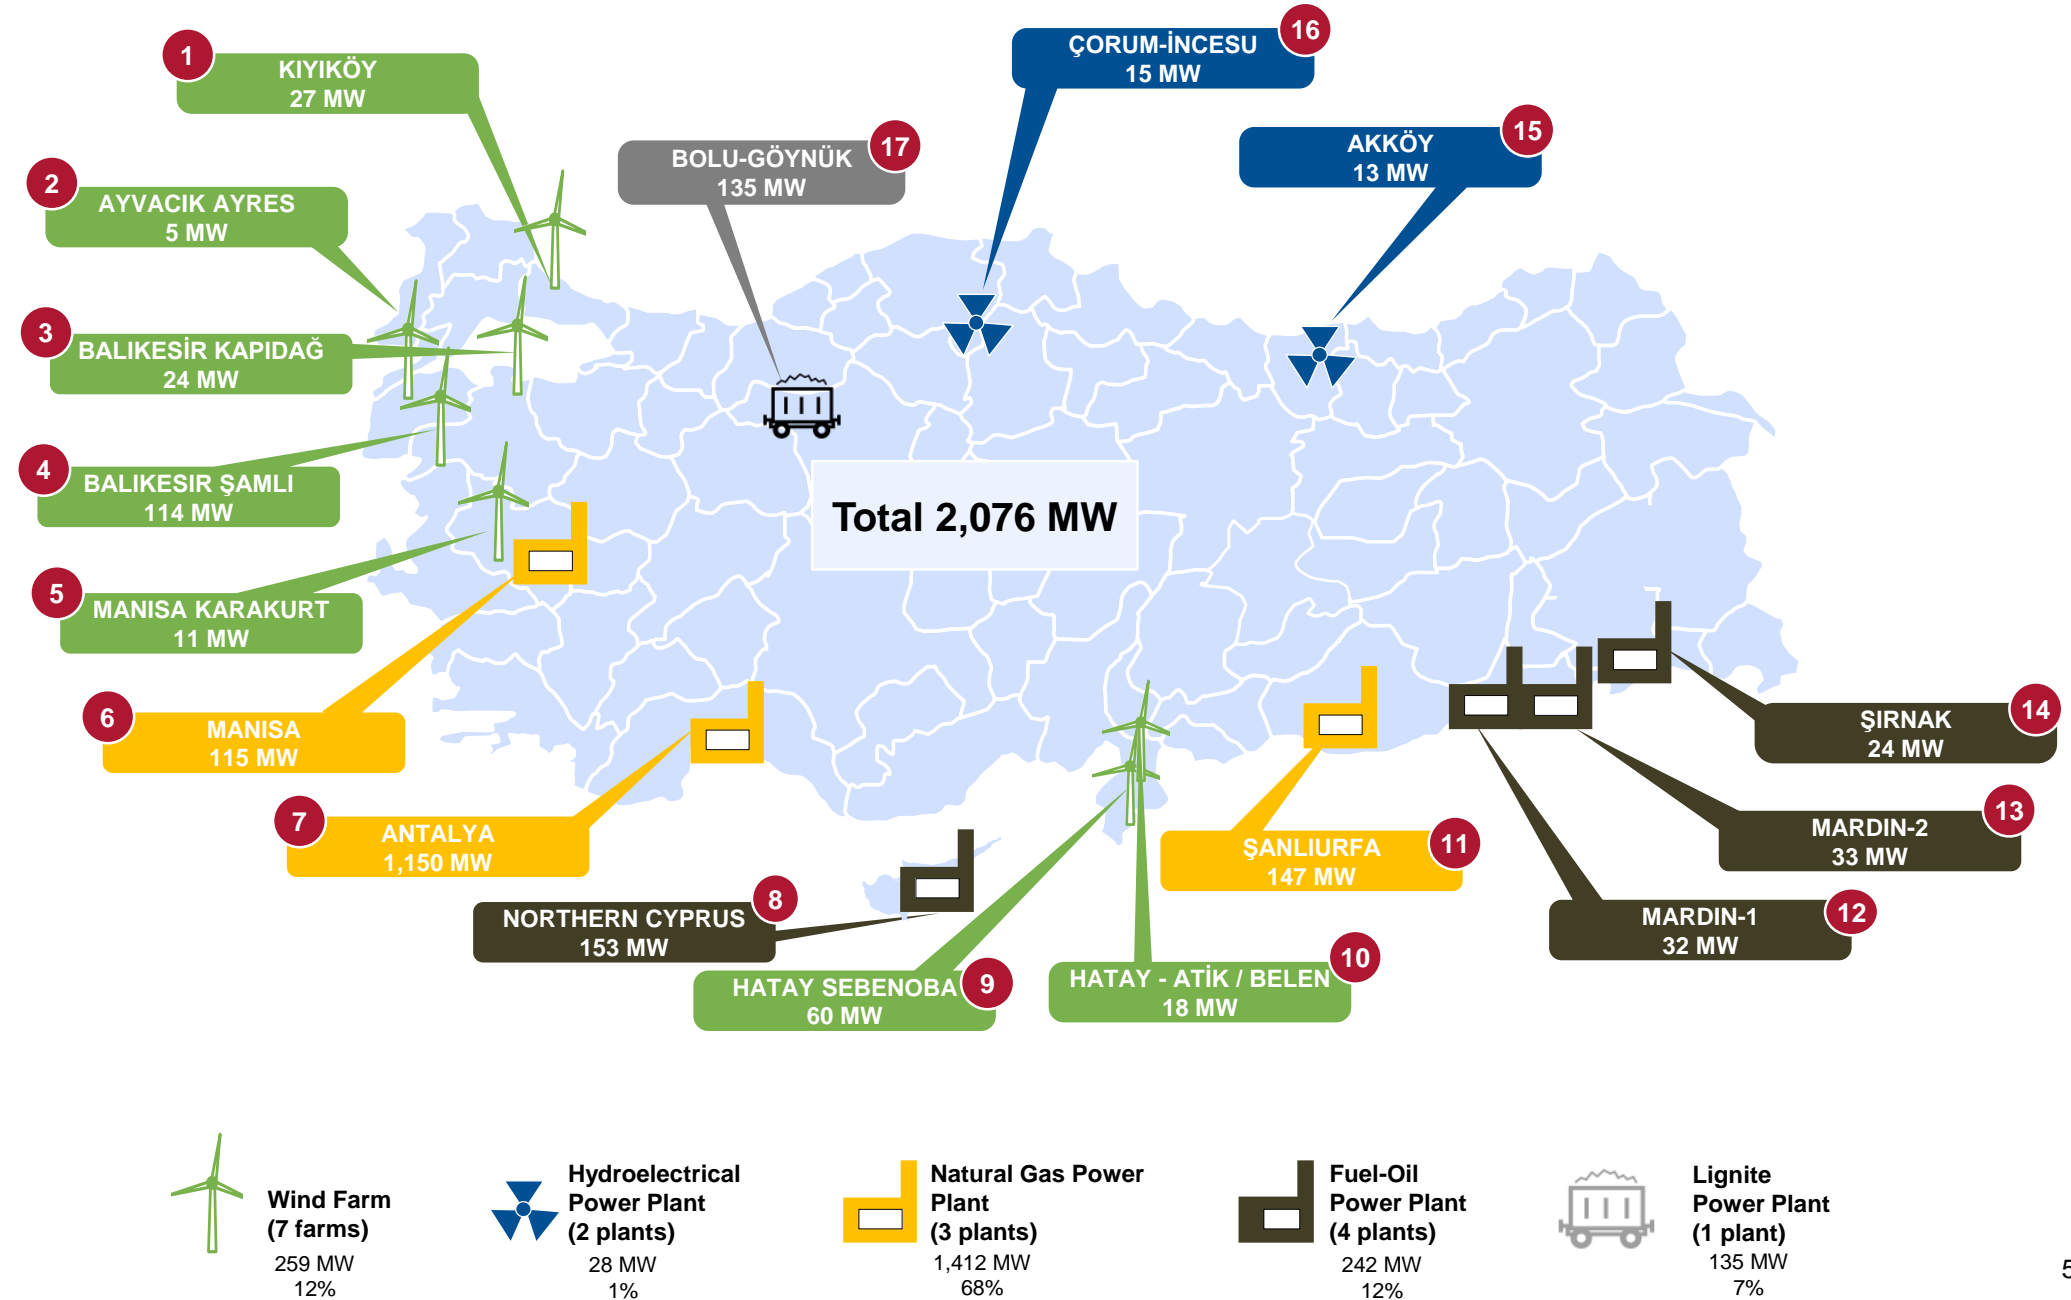 1
KIYIKÖY
27 MW
2
AYVACIK AYRES
5 MW
3
BALIKESİR KAPIDAĞ
24 MW
4
BALIKESIR ŞAMLI
114 MW
5
MANISA KARAKURT
11 MW
6
MANISA
115 MW
7
ANTALYA
1,150 MW
8
NORTHERN CYPRUS
153 MW
9
HATAY SEBENOBA
60 MW
10
HATAY - ATİK / BELEN
18 MW
11
ŞANLIURFA
147 MW
12
MARDIN-1
32 MW
13
MARDIN-2
33 MW
14
ŞIRNAK
24 MW
15
AKKÖY
13 MW
16
ÇORUM-İNCESU
15 MW
17
BOLU-GÖYNÜK
135 MW
Total 2,076 MW
Wind Farm
(7 farms)
259 MW
12%
Hydroelectrical
Power Plant
(2 plants)
28 MW
1%
Natural Gas Power
Plant
(3 plants)
1,412 MW
68%
Fuel-Oil
Power Plant
(4 plants)
242 MW
12%
Lignite
Power Plant
(1 plant)
135 MW
7%
5